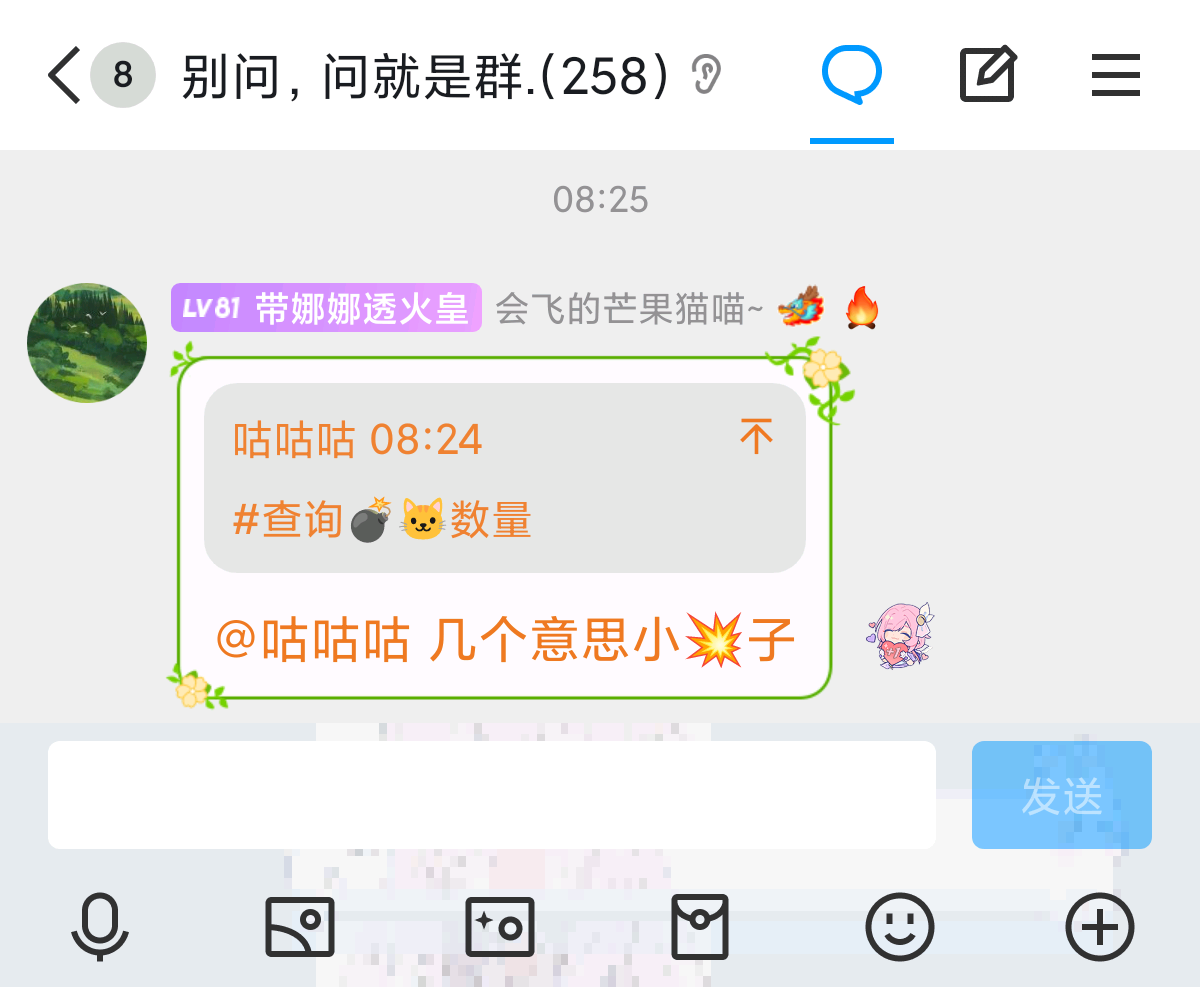 8 别问，问就是群.(258)
08:25
LV81 带娜娜透火皇 会飞的芒果猫喵~ 🐲 🔥
咕咕咕 08:24
#查询💣🐱数量
@咕咕咕 几个意思小💥子
发送